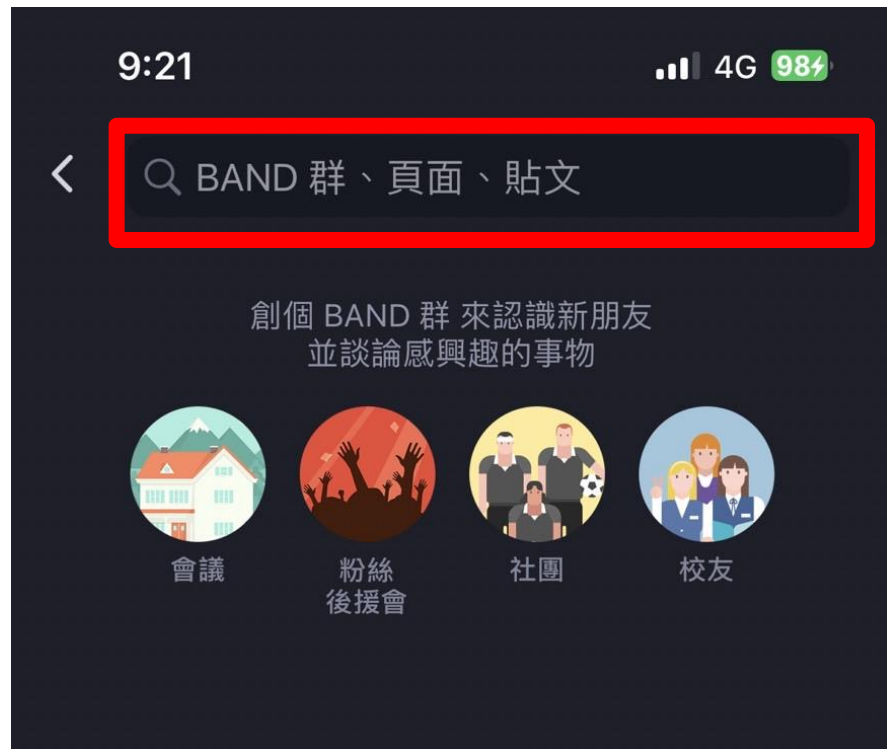 9:21
4G 98
BAND 群、頁面、貼文
創個 BAND 群 來認識新朋友
並談論感興趣的事物
會議
粉絲
後援會
社團
校友